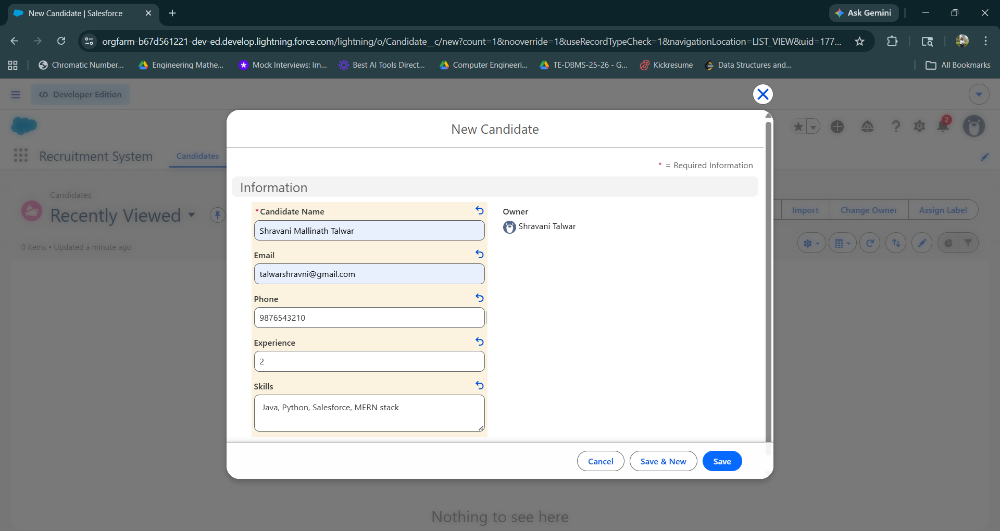 New Candidate | Salesforce
Ask Gemini
orgfarm-b67d561221-dev-ed.develop.lightning.force.com/lightning/o/Candidate__c/new?count=1&nooverride=1&useRecordTypeCheck=1&navigationLocation=LIST_VIEW&uid=177...
Chromatic Number...
Engineering Mathe...
Mock Interviews: Im...
Best AI Tools Direct...
Computer Engineeri...
TE-DBMS-25-26 - G...
Kickresume
Data Structures and...
All Bookmarks
Developer Edition
2
Recruitment System
Candidates
Candidates
Recently Viewed
0 items • Updated a minute ago
Import
Change Owner
Assign Label
New Candidate
* = Required Information
Information
*Candidate Name
Shravani Mallinath Talwar
Owner
Shravani Talwar
Email
talwarshravni@gmail.com
Phone
9876543210
Experience
2
Skills
Java, Python, Salesforce, MERN stack
Cancel
Save & New
Save
Nothing to see here